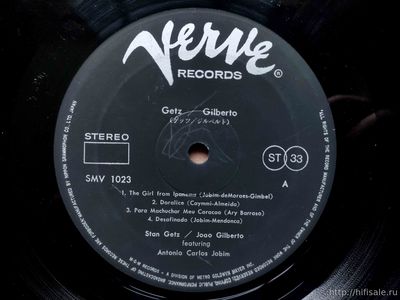 Verve
RECORDS
®
Getz / Gilberto
(ゲッツ/ジルベルト)
STEREO
SMV 1023
ST 33
A
1. The Girl from Ipanema (Jobim-deMoraes-Gimbel)
2. Doralice (Caymmi-Almeida)
3. Para Machuchar Meu Coracao (Ary Barroso)
4. Desafinado (Jobim-Mendonca)
Stan Getz / Joao Gilberto
featuring
Antonio Carlos Jobim
http://hifisale.ru